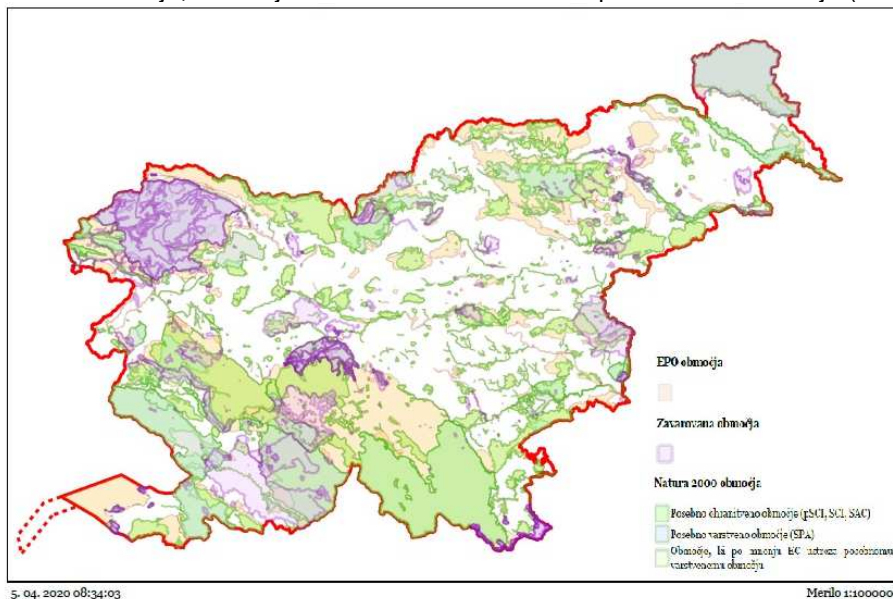 EPO območja
Zavarovana območja
Natura 2000 območja
Posebno ohranitveno območje (pSCI, SCI, SAC)
Posebno varstveno območje (SPA)
Območje, ki po mnenju EC ustreza posebnemu
varstvenemu območju
5. 04. 2020 08:34:03
Merilo 1:100000